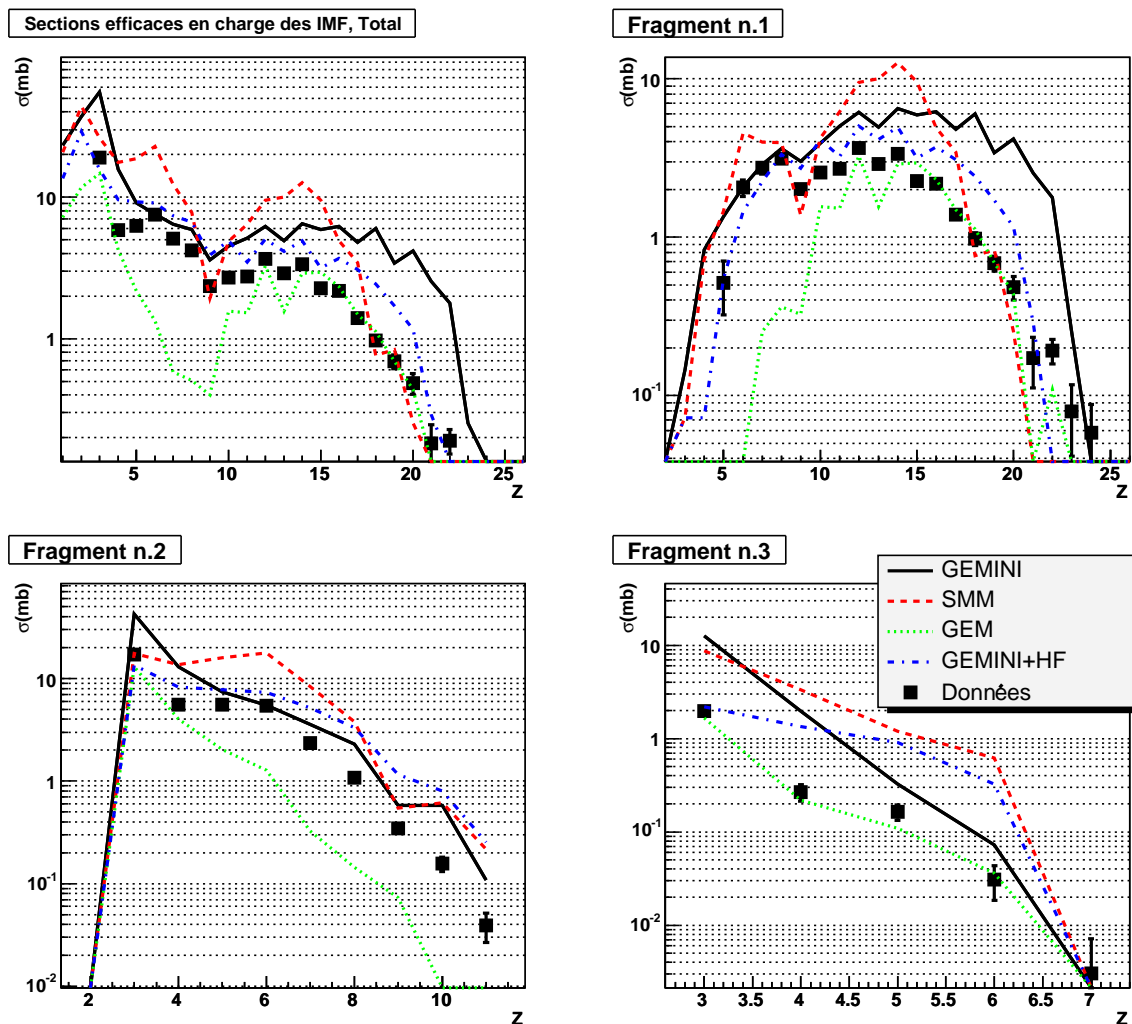 Sections efficaces en charge des IMF, Total
σ(mb)
10
1
5 10 15 20 25
Z
Fragment n.1
σ(mb)
10
1
10⁻¹
5 10 15 20 25
Z
Fragment n.2
σ(mb)
10
1
10⁻¹
10⁻²
2 4 6 8 10
Z
Fragment n.3
σ(mb)
10
1
10⁻¹
10⁻²
3 3.5 4 4.5 5 5.5 6 6.5 7 7.5
Z
GEMINI
SMM
GEM
GEMINI+HF
Données